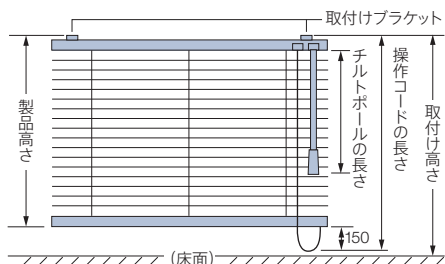 取付けブラケット
製品高さ
チルトポールの長さ
操作コードの長さ
取付け高さ
150
(床面)